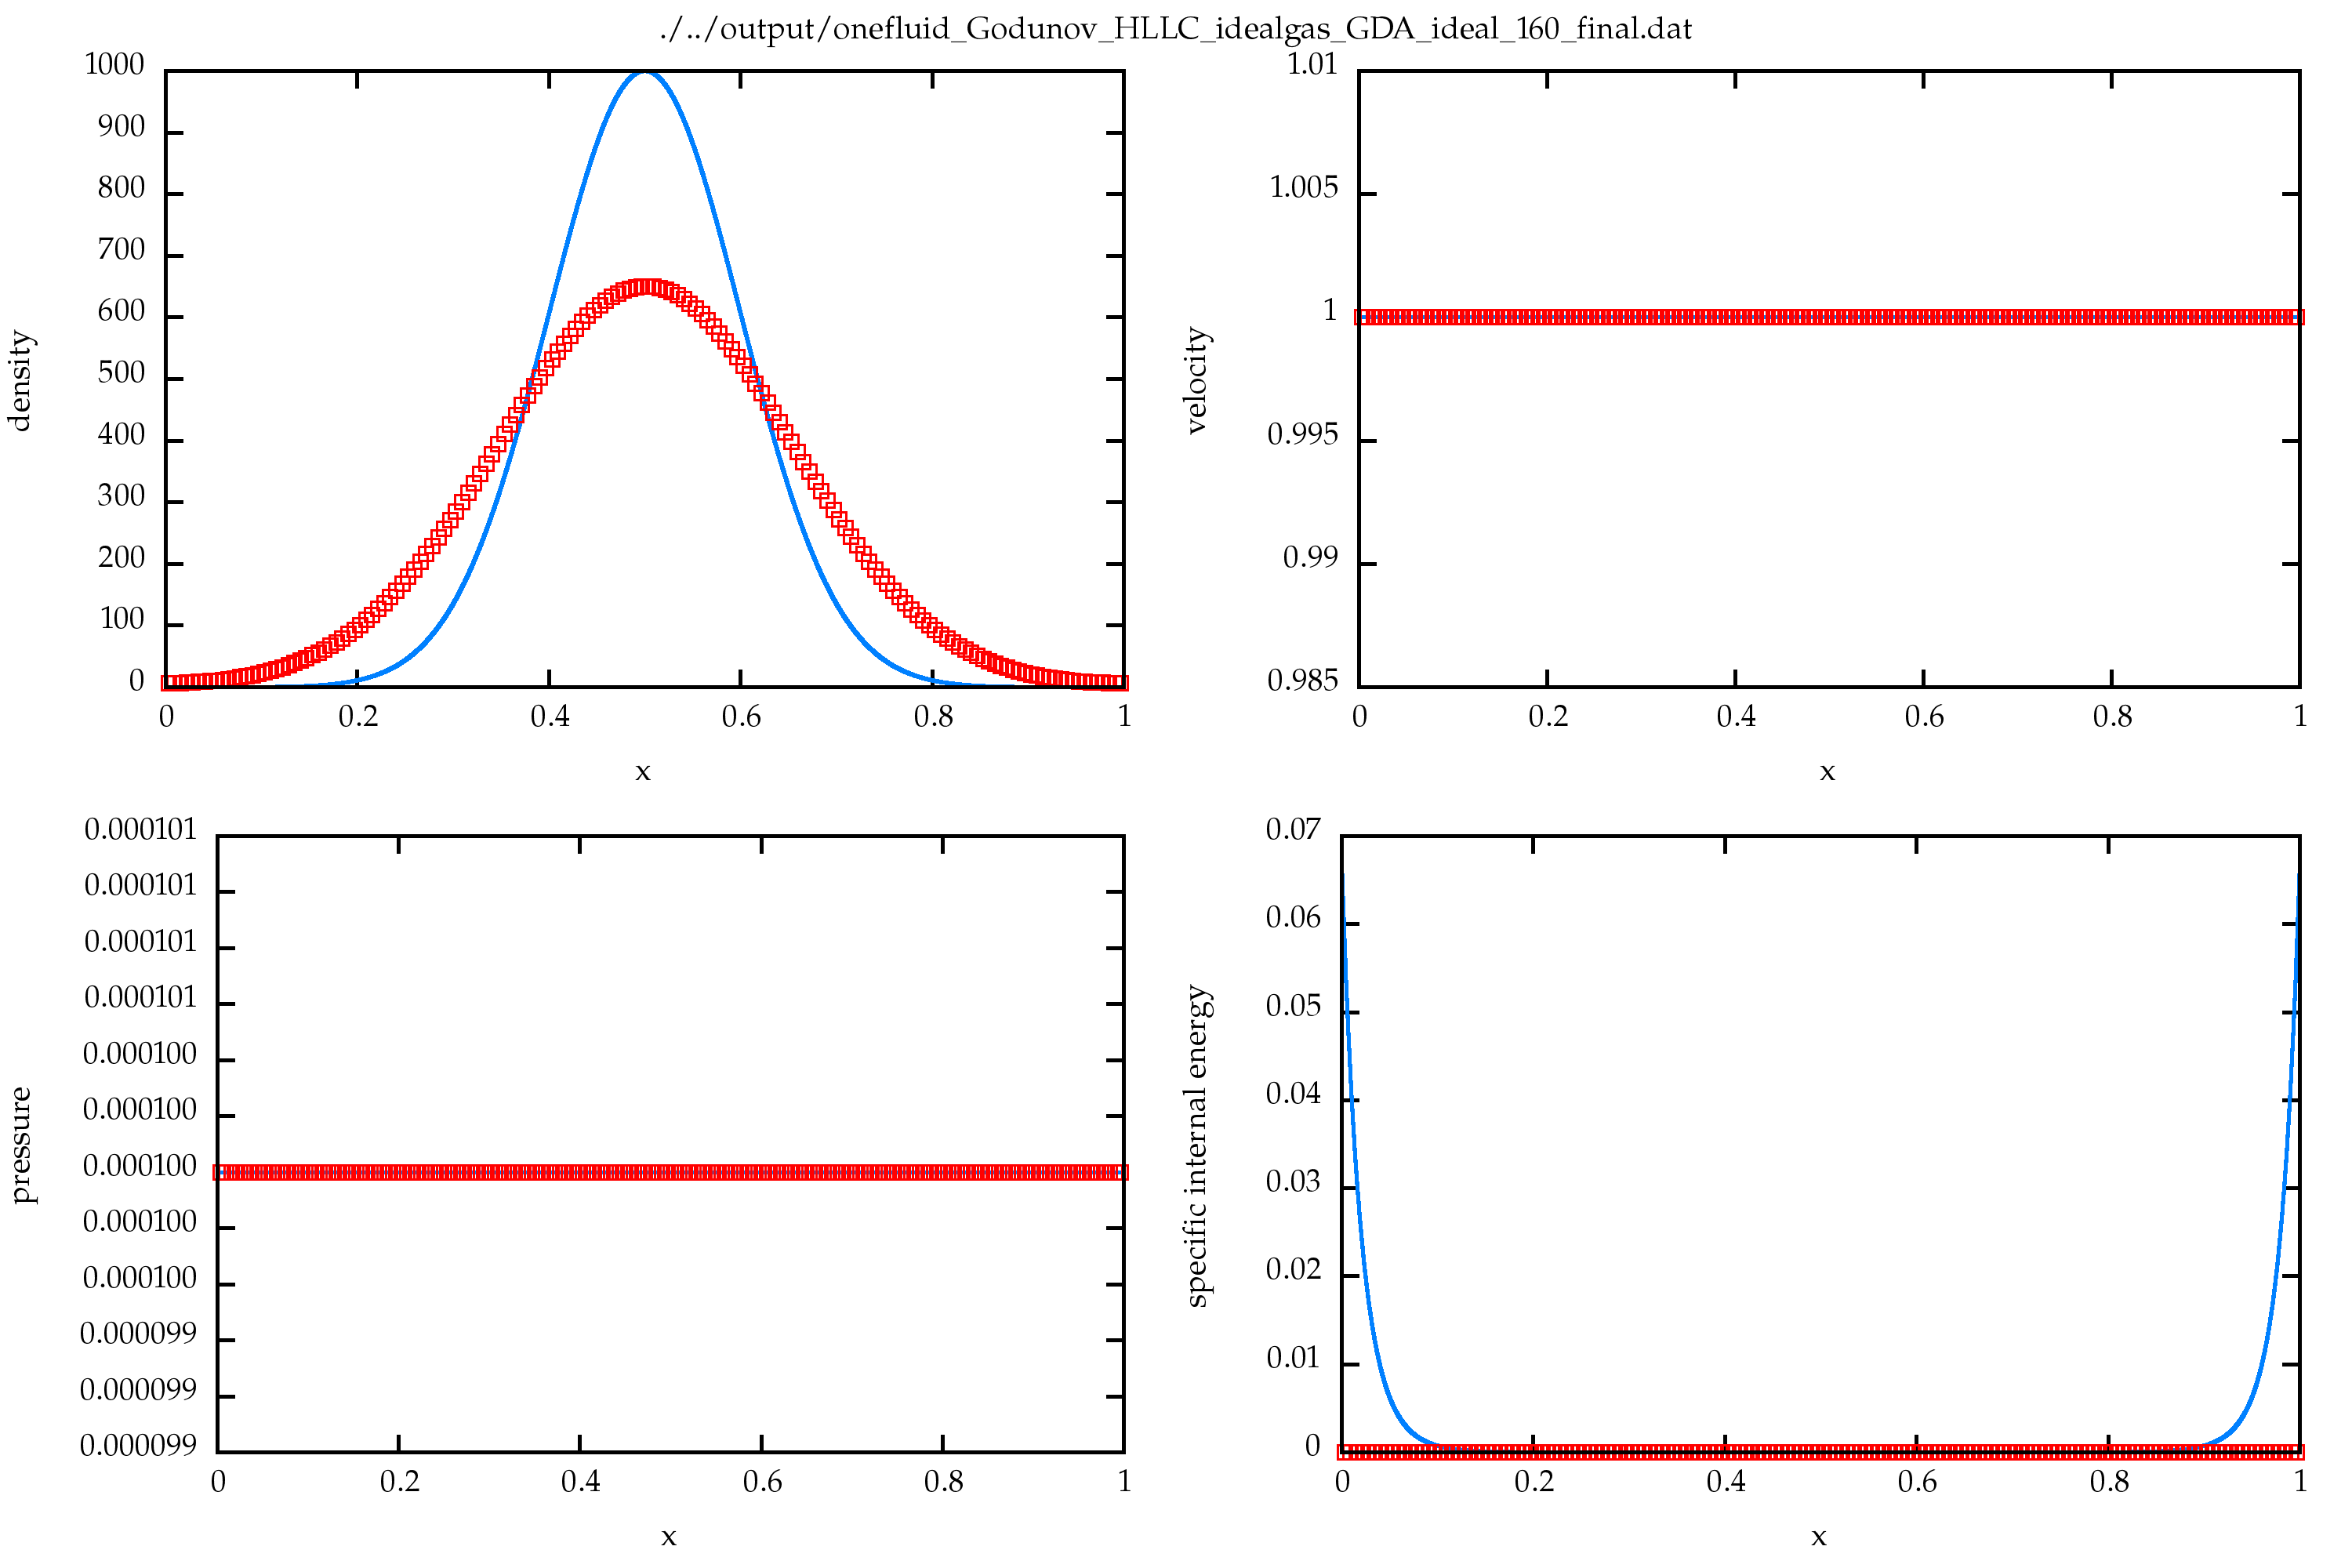 ./../output/onefluid_Godunov_HLLC_idealgas_GDA_ideal_160_final.dat
1000
900
800
700
600
500
400
300
200
100
0
density
0 0.2 0.4 0.6 0.8 1
x
1.01
1.005
1
0.995
0.99
0.985
velocity
0 0.2 0.4 0.6 0.8 1
x
0.000101
0.000101
0.000101
0.000101
0.000100
0.000100
0.000100
0.000100
0.000100
0.000099
0.000099
0.000099
pressure
0 0.2 0.4 0.6 0.8 1
x
0.07
0.06
0.05
0.04
0.03
0.02
0.01
0
specific internal energy
0 0.2 0.4 0.6 0.8 1
x